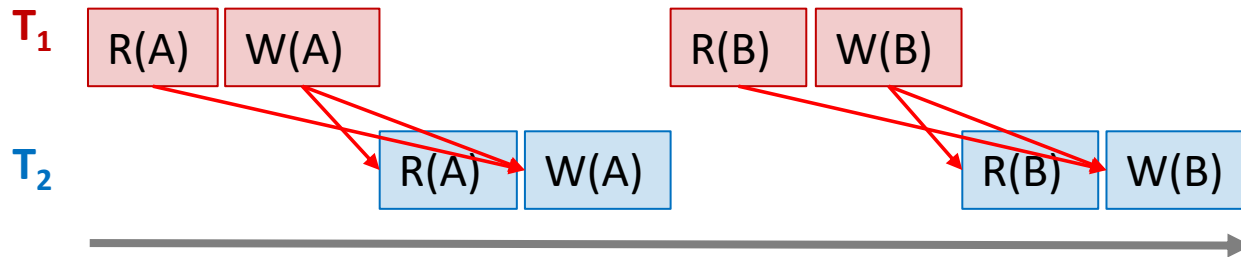 T₁ R(A) W(A) R(B) W(B)
T₂ R(A) W(A) R(B) W(B)